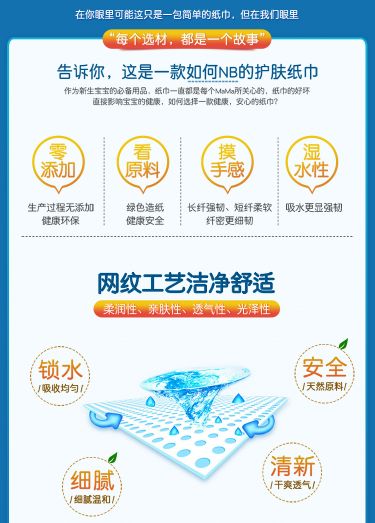 在你眼里可能这只是一包简单的纸巾，但在我们眼里
“每个选材，都是一个故事”
告诉你，这是一款如何NB的护肤纸巾
作为新生宝宝的必备用品，纸巾一直都是每个MaMa所关心的，纸巾的好坏
直接影响宝宝的健康，如何选择一款健康，安心的纸巾？
零
添加
看
原料
摸
手感
湿
水性
生产过程无添加
健康环保
绿色造纸
健康安全
长纤强韧、短纤柔软
纤密更细韧
吸水更显强韧
网纹工艺洁净舒适
柔润性、亲肤性、透气性、光泽性
锁水
/吸收均匀/
安全
/天然原料/
细腻
/细腻温和/
清新
/干爽透气/